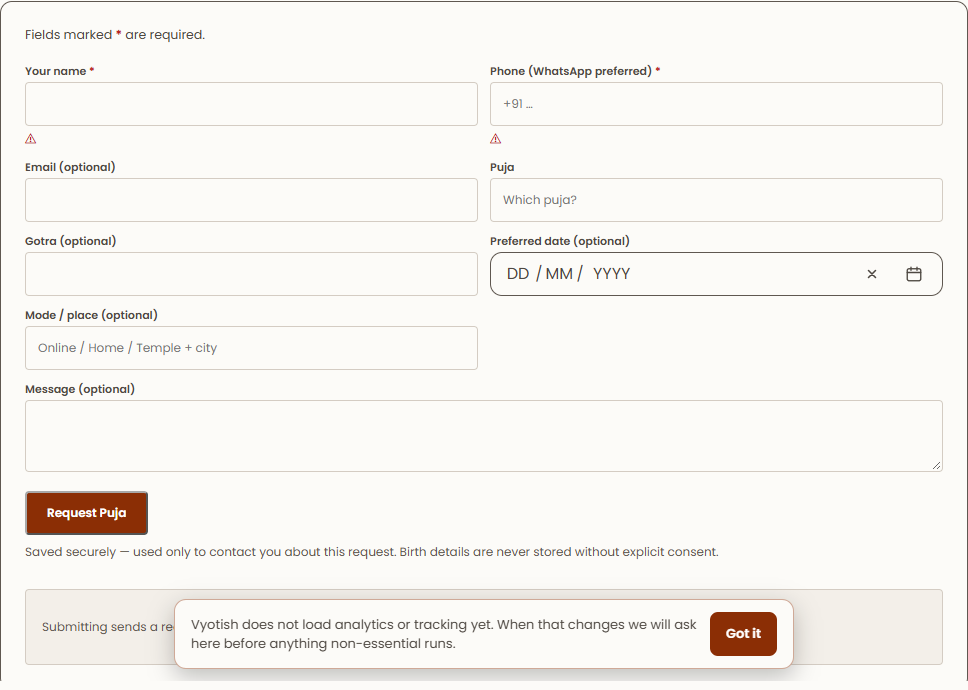 Fields marked * are required.
Your name *
Phone (WhatsApp preferred) *
+91 …
Email (optional)
Puja
Which puja?
Gotra (optional)
Preferred date (optional)
DD / MM / YYYY
Mode / place (optional)
Online / Home / Temple + city
Message (optional)
Request Puja
Saved securely — used only to contact you about this request. Birth details are never stored without explicit consent.
Submitting sends a
Vyotish does not load analytics or tracking yet. When that changes we will ask
here before anything non-essential runs.
Got it